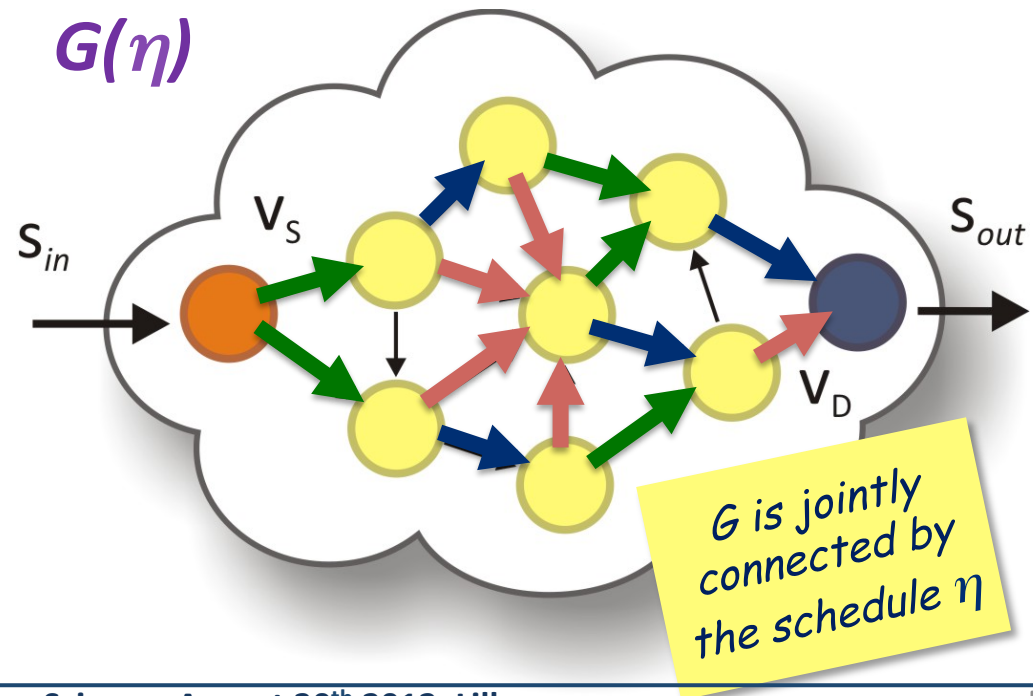 G(η)
V_S
S_in
S_out
V_D
G is jointly
connected by
the schedule η